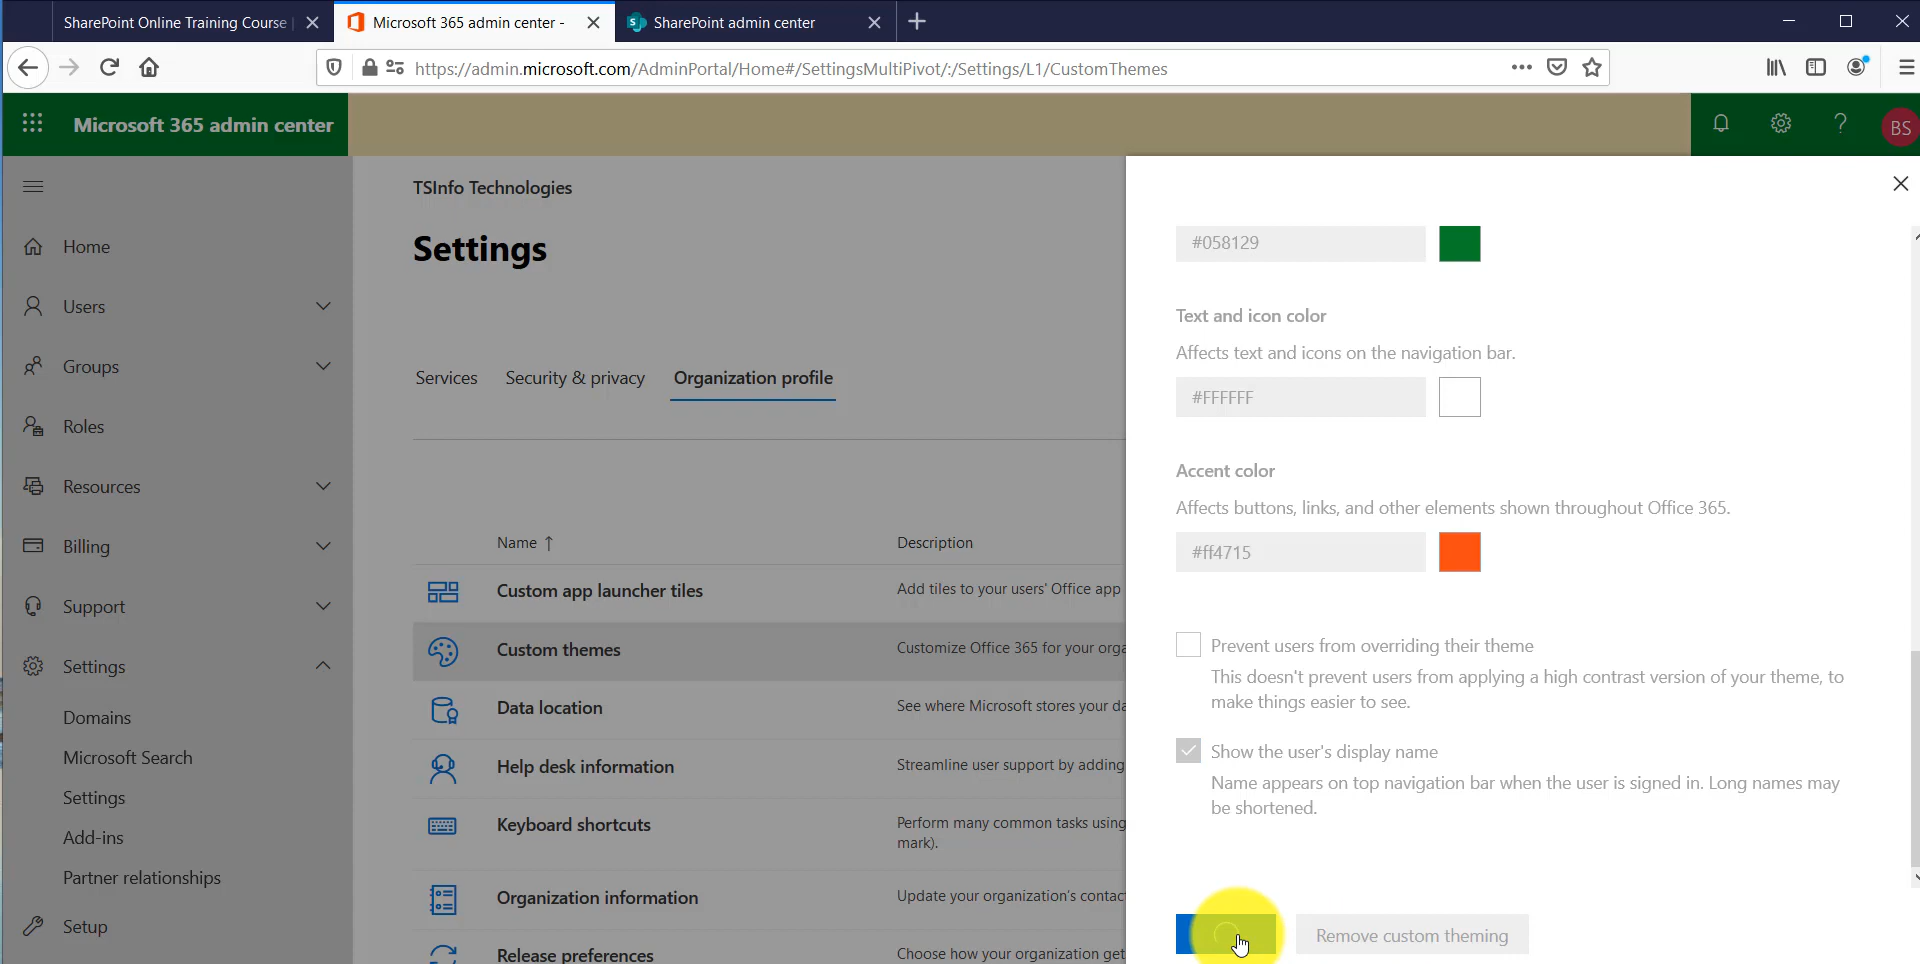 SharePoint Online Training Course
Microsoft 365 admin center -
SharePoint admin center
https://admin.microsoft.com/AdminPortal/Home#/SettingsMultiPivot/:/Settings/L1/CustomThemes
Microsoft 365 admin center
BS
TSInfo Technologies
Settings
Home
Users
Groups
Roles
Resources
Billing
Support
Settings
Domains
Microsoft Search
Settings
Add-ins
Partner relationships
Setup
Services
Security & privacy
Organization profile
Name ↑
Description
Custom app launcher tiles
Add tiles to your users' Office app
Custom themes
Customize Office 365 for your orga
Data location
See where Microsoft stores your da
Help desk information
Streamline user support by adding
Keyboard shortcuts
Perform many common tasks using
mark).
Organization information
Update your organization's contac
Release preferences
Choose how your organization get
#058129
Text and icon color
Affects text and icons on the navigation bar.
#FFFFFF
Accent color
Affects buttons, links, and other elements shown throughout Office 365.
#ff4715
Prevent users from overriding their theme
This doesn't prevent users from applying a high contrast version of your theme, to
make things easier to see.
Show the user's display name
Name appears on top navigation bar when the user is signed in. Long names may
be shortened.
Remove custom theming